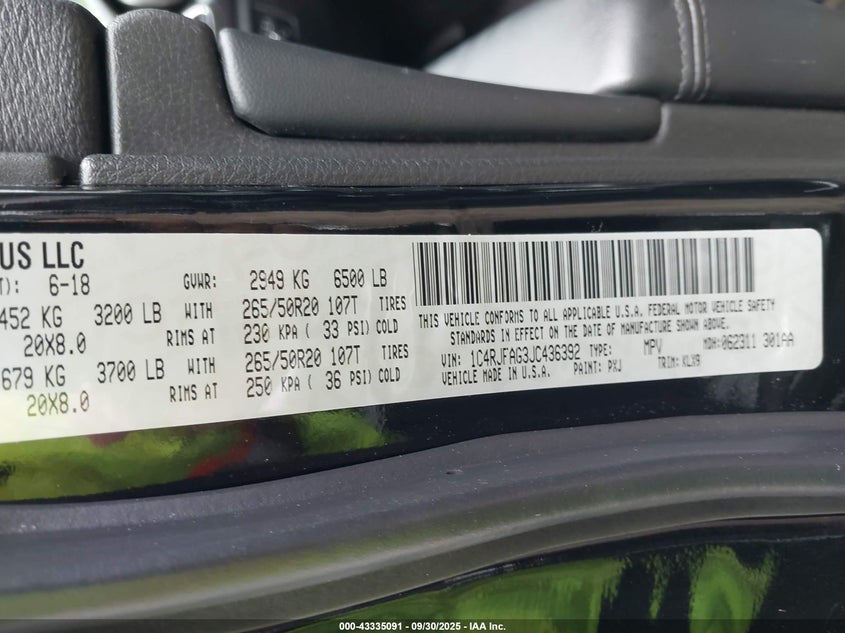 US LLC
T): 6-18 GVWR: 2949 KG 6500 LB
452 KG 3200 LB WITH 265/50R20 107T TIRES
20X8.0 RIMS AT 230 KPA ( 33 PSI) COLD
679 KG 3700 LB WITH 265/50R20 107T TIRES
20X8.0 RIMS AT 250 KPA ( 36 PSI) COLD
THIS VEHICLE CONFORMS TO ALL APPLICABLE U.S.A. FEDERAL MOTOR VEHICLE SAFETY
STANDARDS IN EFFECT ON THE DATE OF MANUFACTURE SHOWN ABOVE.
VIN: 1C4RJFAG3JC436392 TYPE: MPV MDH: 062311 301AA
VEHICLE MADE IN U.S.A. PAINT: PXJ TRIM: KLX9
000-43335091 - 09/30/2025 - IAA Inc.